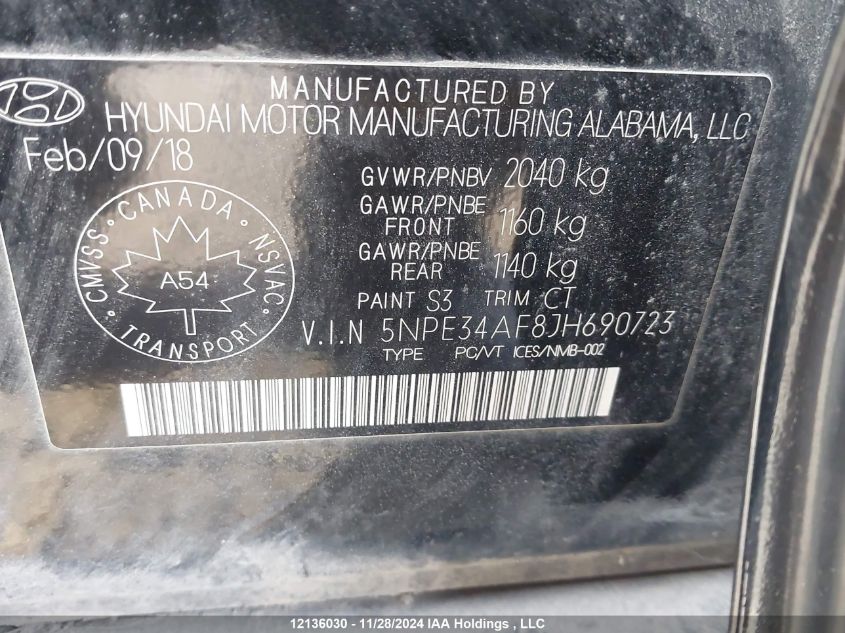 MANUFACTURED BY
HYUNDAI MOTOR MANUFACTURING ALABAMA, LLC
Feb/09/18
GVWR/PNBV 2040 kg
GAWR/PNBE FRONT 1160 kg
GAWR/PNBE REAR 1140 kg
PAINT S3 TRIM CT
CANADA
CMVSS
NSVAC
A54
TRANSPORT
V.I.N 5NPE34AF8JH690723
TYPE PC/VT ICES/NMB-002
12136030 - 11/28/2024 IAA Holdings , LLC